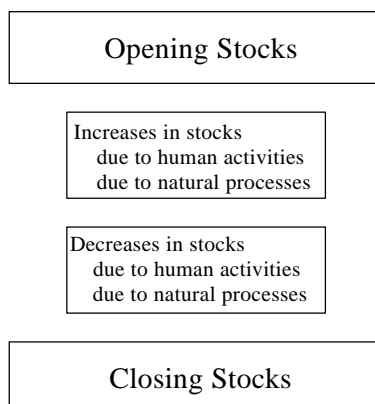 Opening Stocks
Increases in stocks
due to human activities
due to natural processes
Decreases in stocks
due to human activities
due to natural processes
Closing Stocks